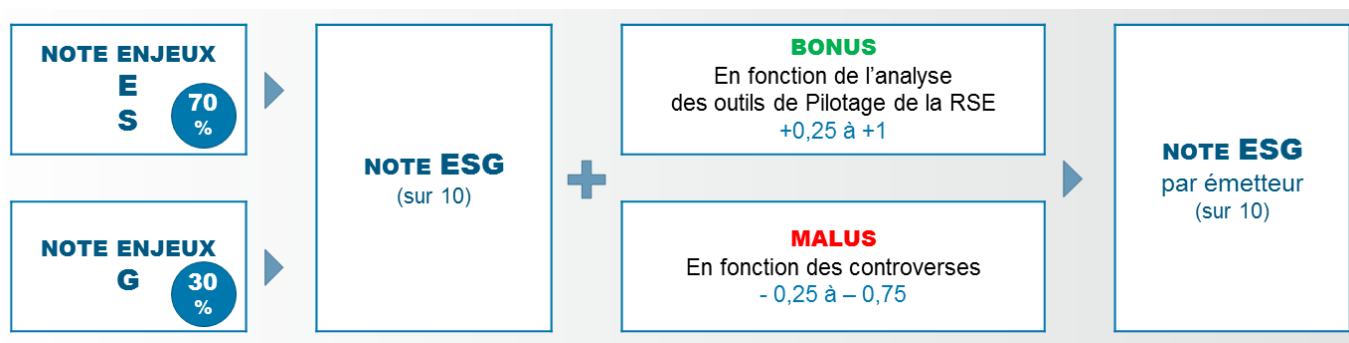 NOTE ENJEUX
E
S
70
%
NOTE ENJEUX
G
30
%
NOTE ESG
(sur 10)
BONUS
En fonction de l’analyse
des outils de Pilotage de la RSE
+0,25 à +1
MALUS
En fonction des controverses
- 0,25 à – 0,75
NOTE ESG
par émetteur
(sur 10)